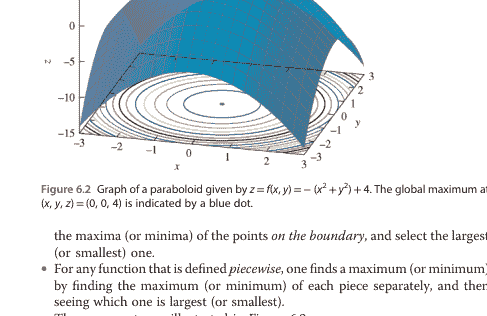 0
−5
z
−10
−15
−3
−2
−1
0
1
2
3
x
−3
−2
−1
0
1
2
3
y
Figure 6.2 Graph of a paraboloid given by z = f(x, y) = − (x² + y²) + 4. The global maximum at
(x, y, z) = (0, 0, 4) is indicated by a blue dot.
the maxima (or minima) of the points on the boundary, and select the largest
(or smallest) one.
• For any function that is defined piecewise, one finds a maximum (or minimum)
by finding the maximum (or minimum) of each piece separately, and then
seeing which one is largest (or smallest).